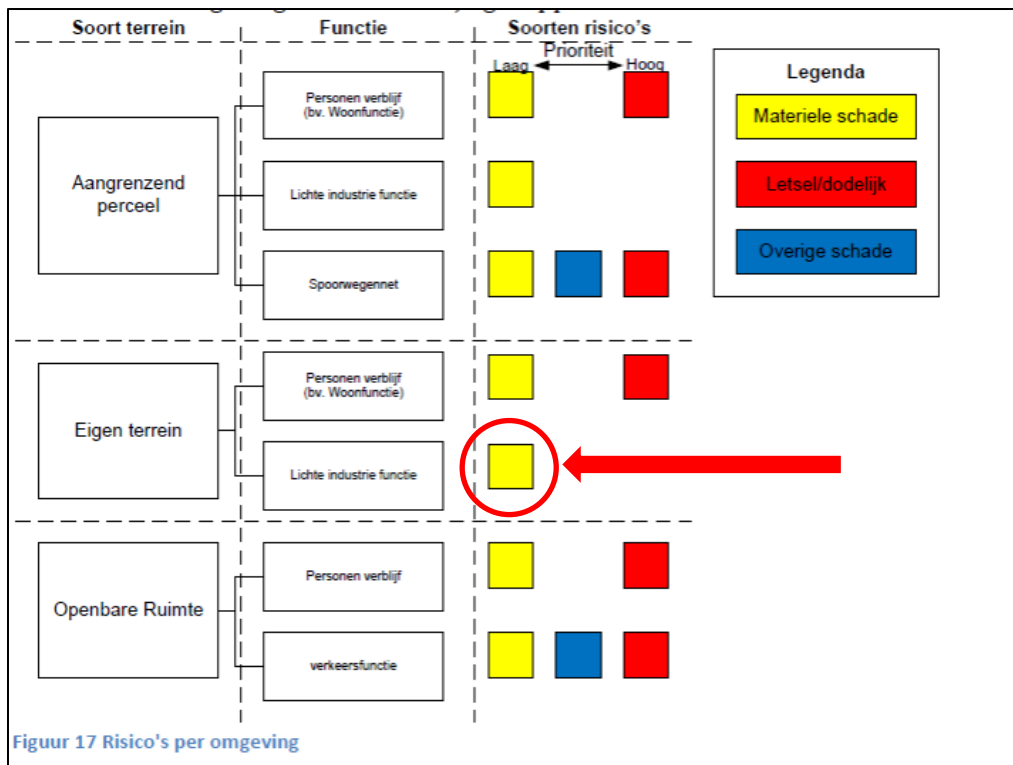 Soort terrein
Functie
Soorten risico's
Prioriteit
Laag
Hoog
Legenda
Materiele schade
Letsel/dodelijk
Overige schade
Aangrenzend
perceel
Personen verblijf
(bv. Woonfunctie)
Lichte industrie functie
Spoorwegennet
Eigen terrein
Personen verblijf
(bv. Woonfunctie)
Lichte industrie functie
Openbare Ruimte
Personen verblijf
verkeersfunctie
Figuur 17 Risico's per omgeving